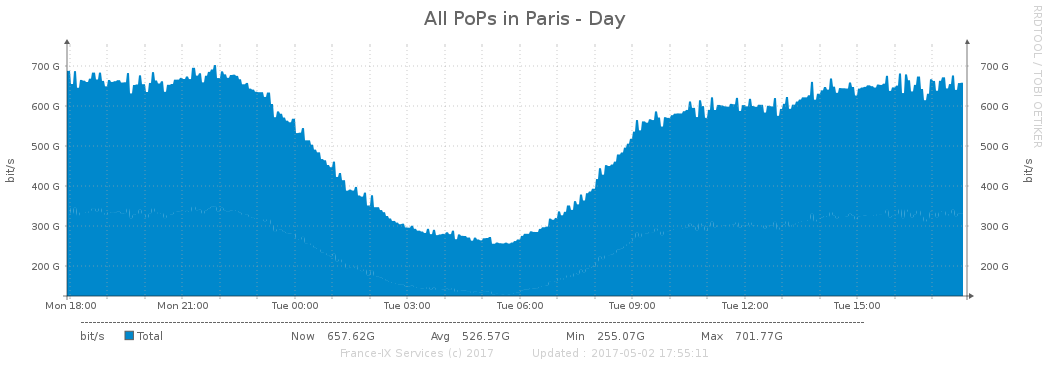 All PoPs in Paris - Day
RRDTOOL / TOBI OETIKER
700 G 700 G
600 G 600 G
500 G 500 G
400 G 400 G
300 G 300 G
200 G 200 G
bit/s
bit/s
Mon 18:00 Mon 21:00 Tue 00:00 Tue 03:00 Tue 06:00 Tue 09:00 Tue 12:00 Tue 15:00
bit/s Total Now 657.62G Avg 526.57G Min 255.07G Max 701.77G
France-IX Services (c) 2017 Updated : 2017-05-02 17:55:11